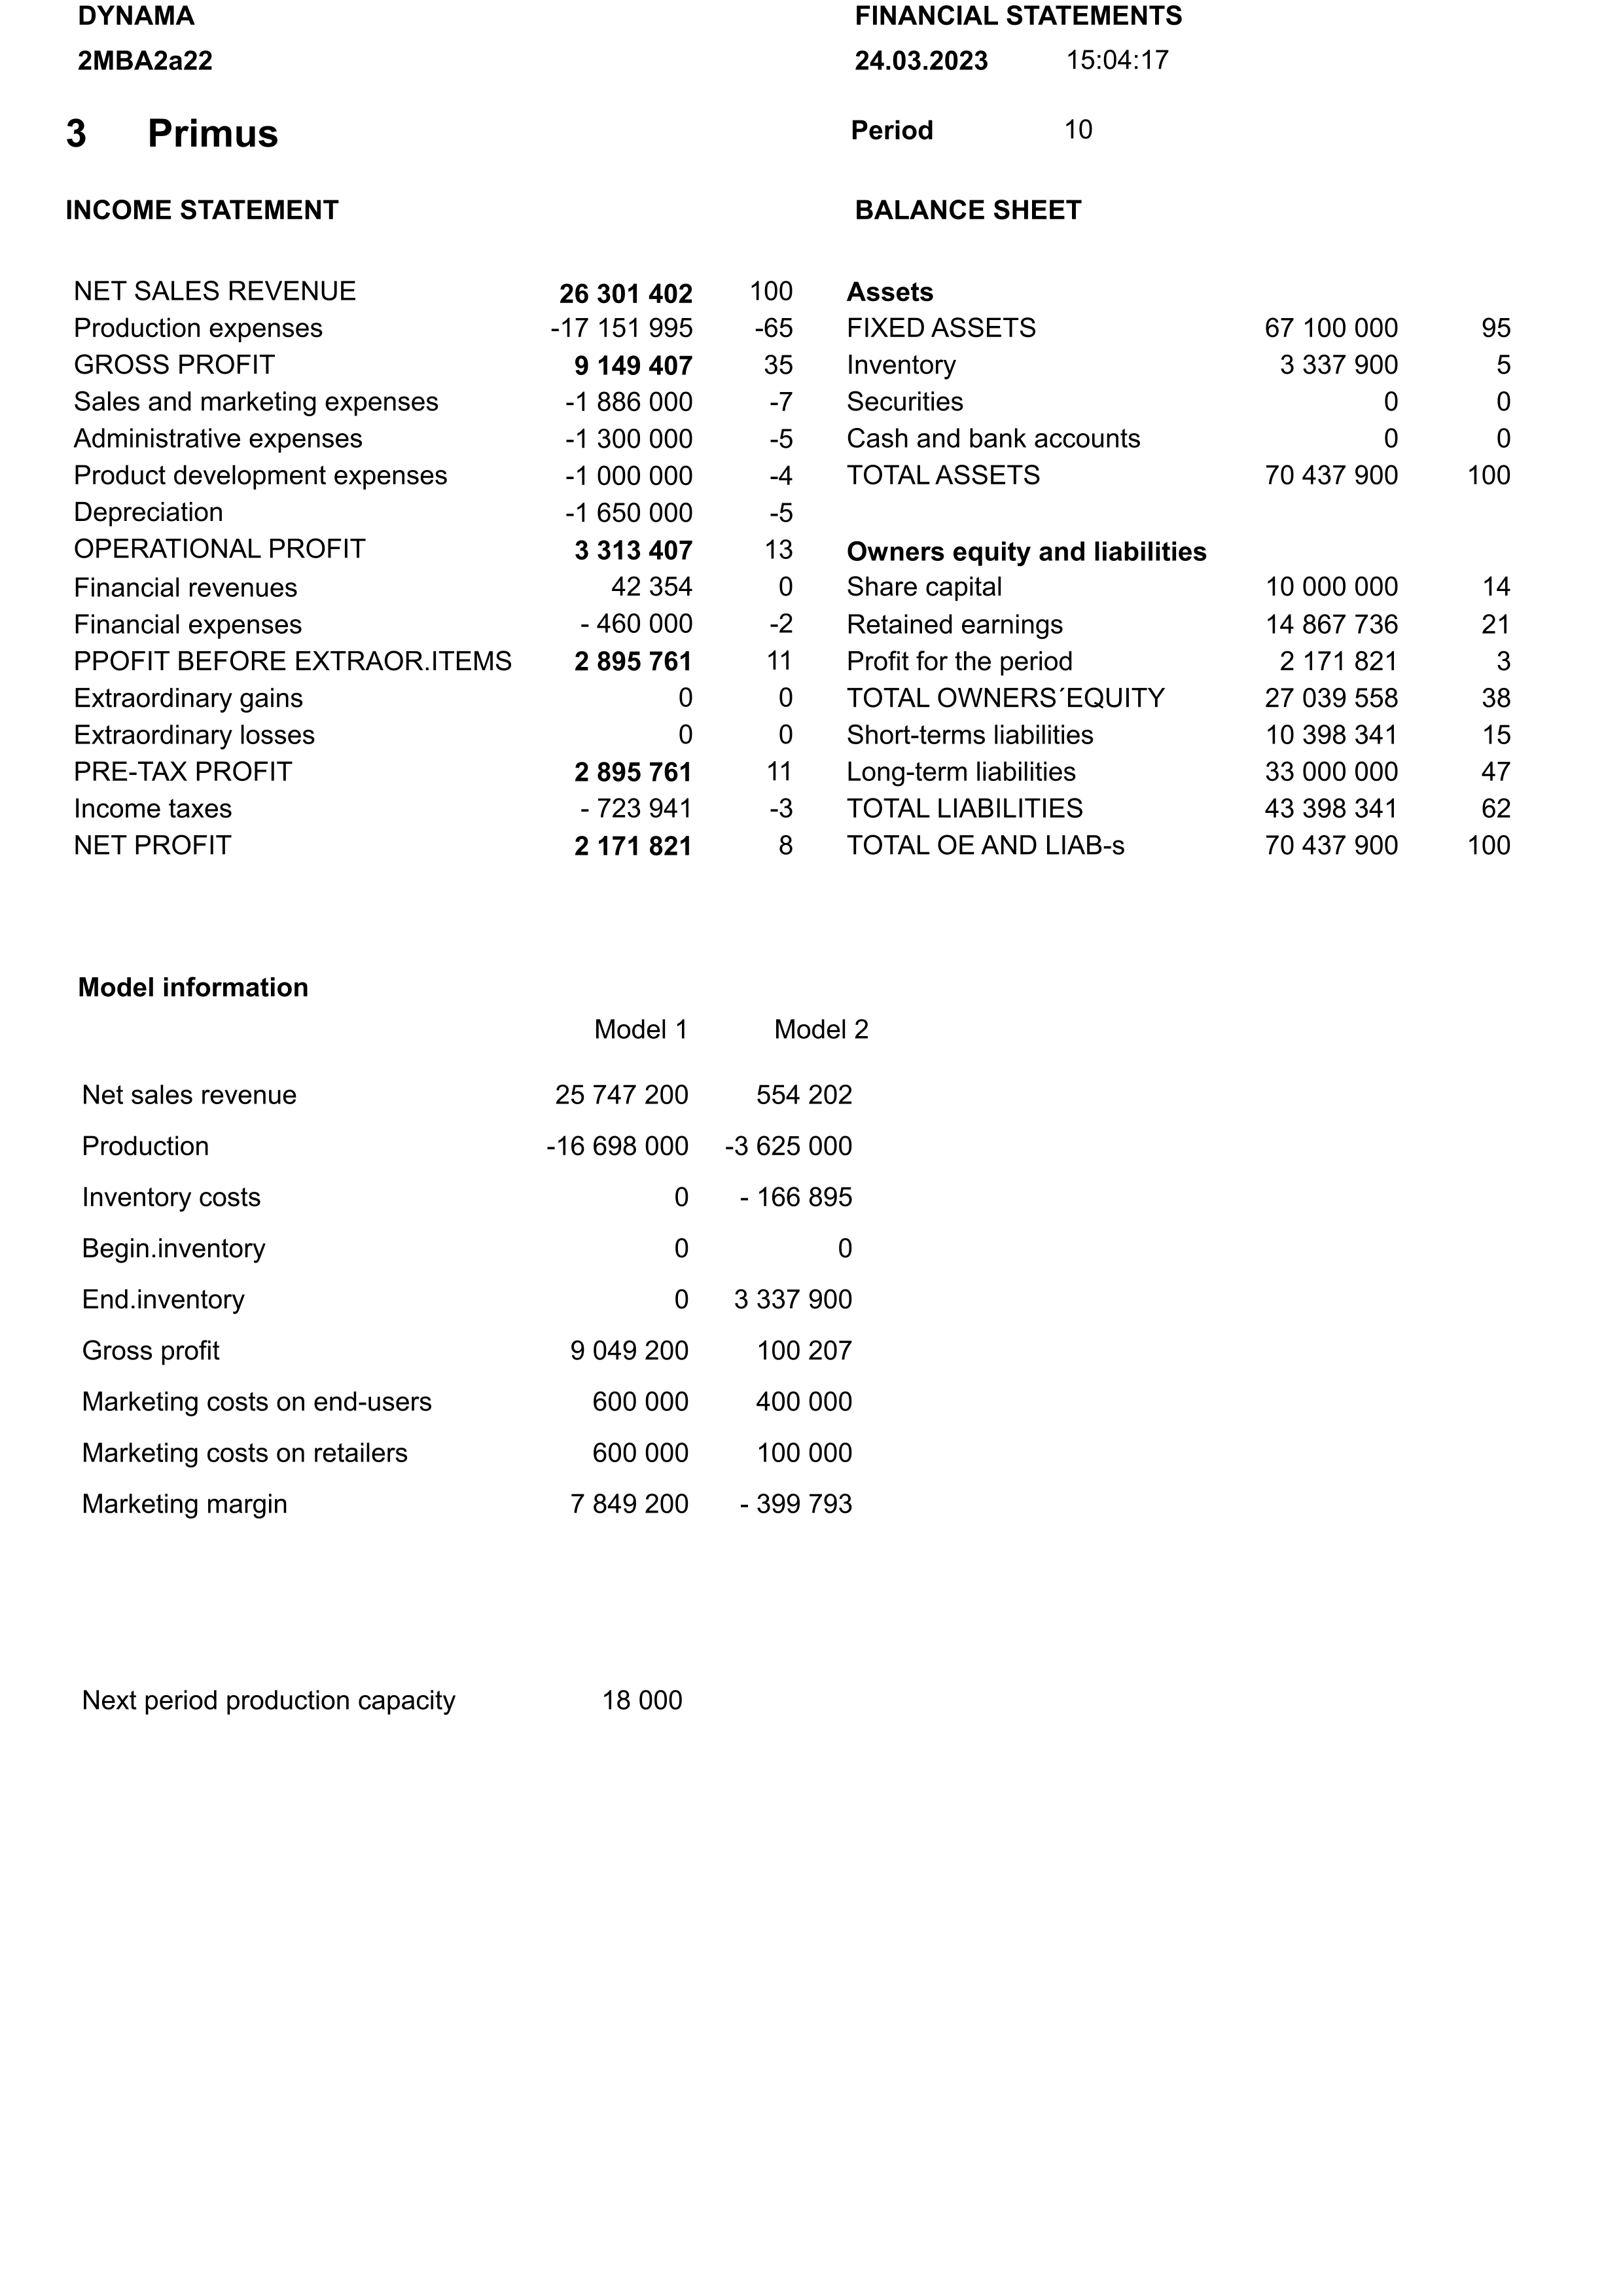 DYNAMA FINANCIAL STATEMENTS
2MBA2a22 24.03.2023 15:04:17
3 Primus Period 10
INCOME STATEMENT BALANCE SHEET
NET SALES REVENUE 26 301 402 100 Assets
Production expenses -17 151 995 -65 FIXED ASSETS 67 100 000 95
GROSS PROFIT 9 149 407 35 Inventory 3 337 900 5
Sales and marketing expenses -1 886 000 -7 Securities 0 0
Administrative expenses -1 300 000 -5 Cash and bank accounts 0 0
Product development expenses -1 000 000 -4 TOTAL ASSETS 70 437 900 100
Depreciation -1 650 000 -5
OPERATIONAL PROFIT 3 313 407 13 Owners equity and liabilities
Financial revenues 42 354 0 Share capital 10 000 000 14
Financial expenses - 460 000 -2 Retained earnings 14 867 736 21
PPOFIT BEFORE EXTRAOR.ITEMS 2 895 761 11 Profit for the period 2 171 821 3
Extraordinary gains 0 0 TOTAL OWNERS´EQUITY 27 039 558 38
Extraordinary losses 0 0 Short-terms liabilities 10 398 341 15
PRE-TAX PROFIT 2 895 761 11 Long-term liabilities 33 000 000 47
Income taxes - 723 941 -3 TOTAL LIABILITIES 43 398 341 62
NET PROFIT 2 171 821 8 TOTAL OE AND LIAB-s 70 437 900 100
Model information
Model 1 Model 2
Net sales revenue 25 747 200 554 202
Production -16 698 000 -3 625 000
Inventory costs 0 - 166 895
Begin.inventory 0 0
End.inventory 0 3 337 900
Gross profit 9 049 200 100 207
Marketing costs on end-users 600 000 400 000
Marketing costs on retailers 600 000 100 000
Marketing margin 7 849 200 - 399 793
Next period production capacity 18 000